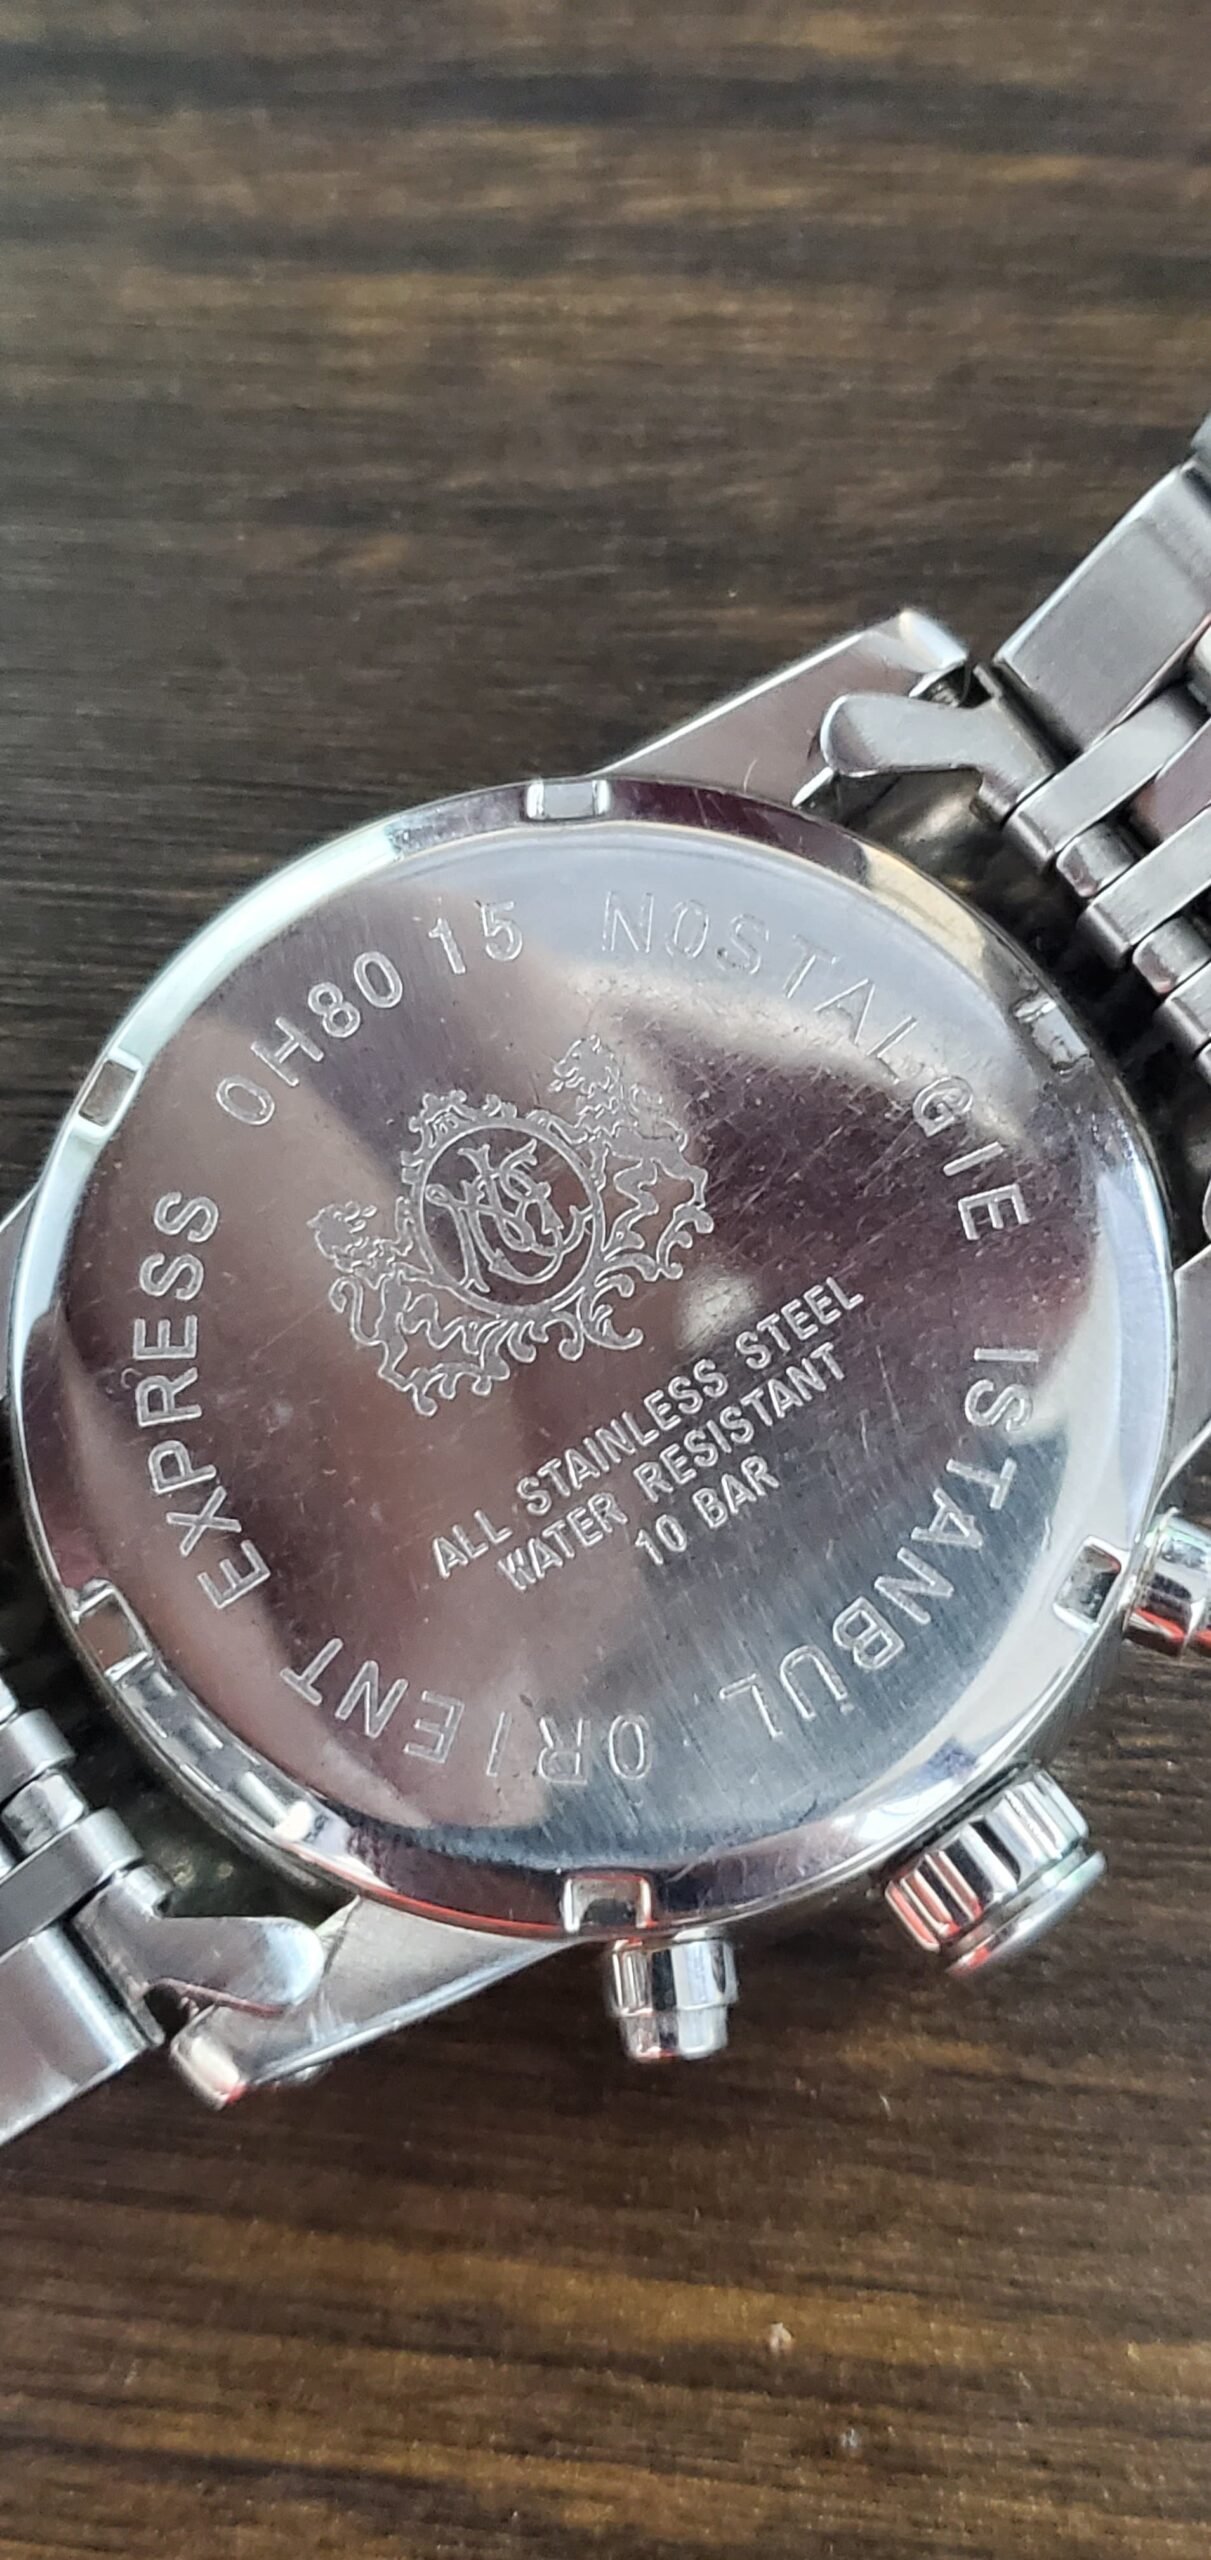 NOSTALGIE ISTANBUL ORIENT EXPRESS OH80 15
ALL STAINLESS STEEL
WATER RESISTANT
10 BAR